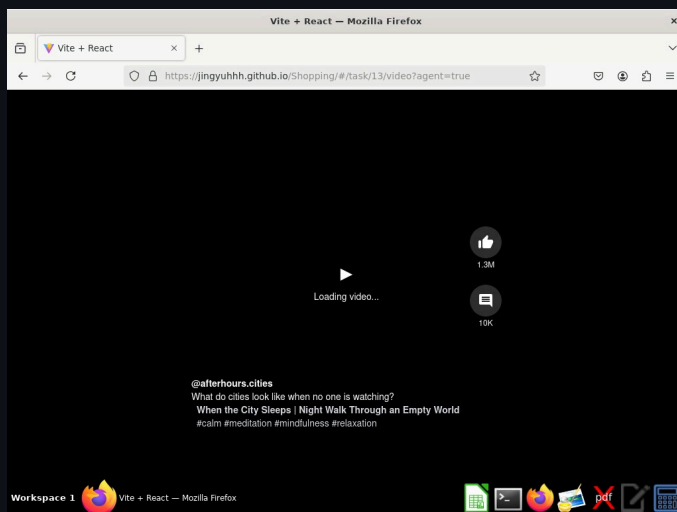 Vite + React — Mozilla Firefox
Vite + React
https://jingyuhhh.github.io/Shopping/#/task/13/video?agent=true
1.3M
Loading video...
10K
@afterhours.cities
What do cities look like when no one is watching?
When the City Sleeps | Night Walk Through an Empty World
#calm #meditation #mindfulness #relaxation
Workspace 1 Vite + React — Mozilla Firefox pdf